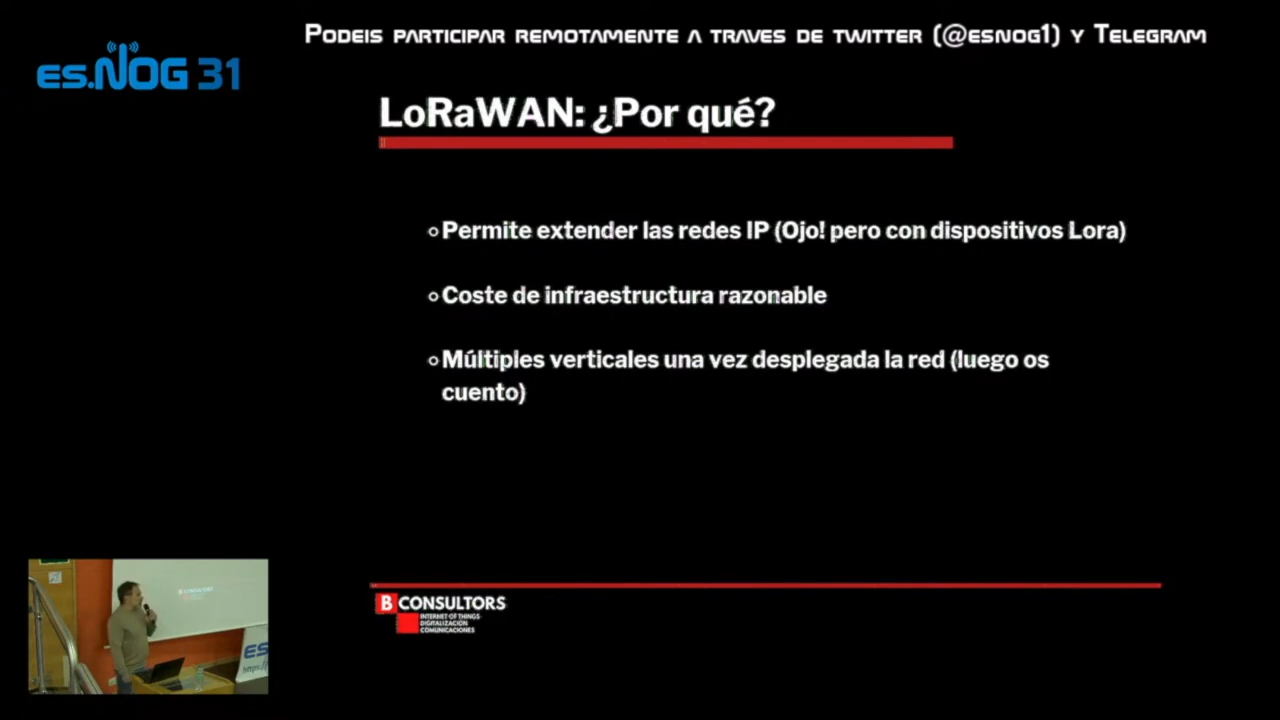 Podeis participar remotamente a traves de twitter (@esnog1) y Telegram
es.NOG 31
LoRaWAN: ¿Por qué?
Permite extender las redes IP (Ojo! pero con dispositivos Lora)
Coste de infraestructura razonable
Múltiples verticales una vez desplegada la red (luego os
cuento)
B CONSULTORS
INTERNET OF THINGS
DIGITALIZACION
COMUNICACIONES
ES